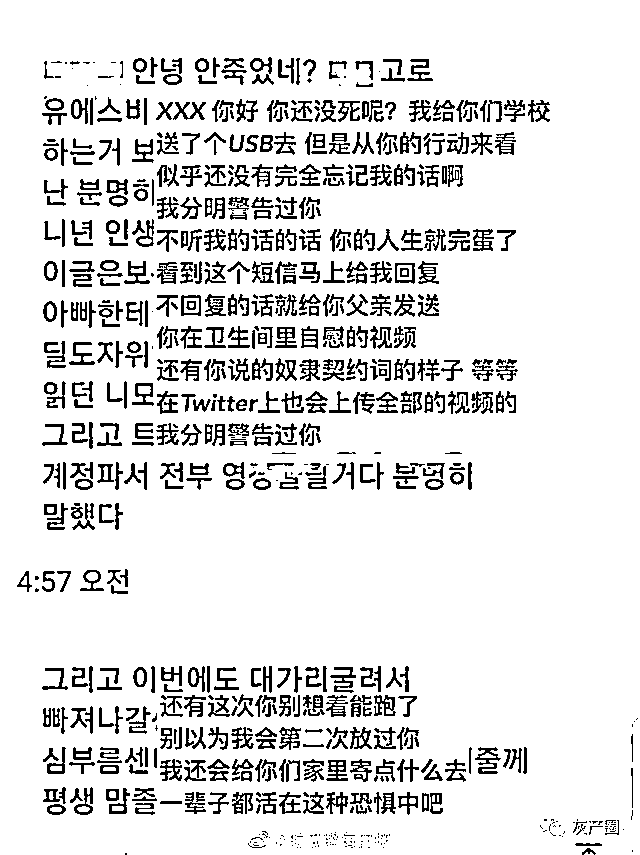 안녕 안죽었네? 고로
유에스비 XXX 你好 你还没死呢？我给你们学校
하는거 보 送了个USB去 但是从你的行动来看
似乎还没有完全忘记我的话啊
난 분명히 我分明警告过你
니년 인생 不听我的话的话 你的人生就完蛋了
이글은보 看到这个短信马上给我回复
아빠한테 不回复的话就给你父亲发送
딜도자위 你在卫生间里自慰的视频
还有你说的奴隶契约词的样子 等等
읽던 니모 在Twitter上也会上传全部的视频的
그리고 트 我分明警告过你
계정파서 전부 영상 거다 분명히
말했다
4:57 오전
그리고 이번에도 대가리굴려서
빠져나갈 还有这次你别想着能跑了
别以为我会第二次放过你
심부름센 我还会给你们家里寄点什么去 줄께
평생 맘졸 一辈子都活在这种恐惧中吧
灰产圈